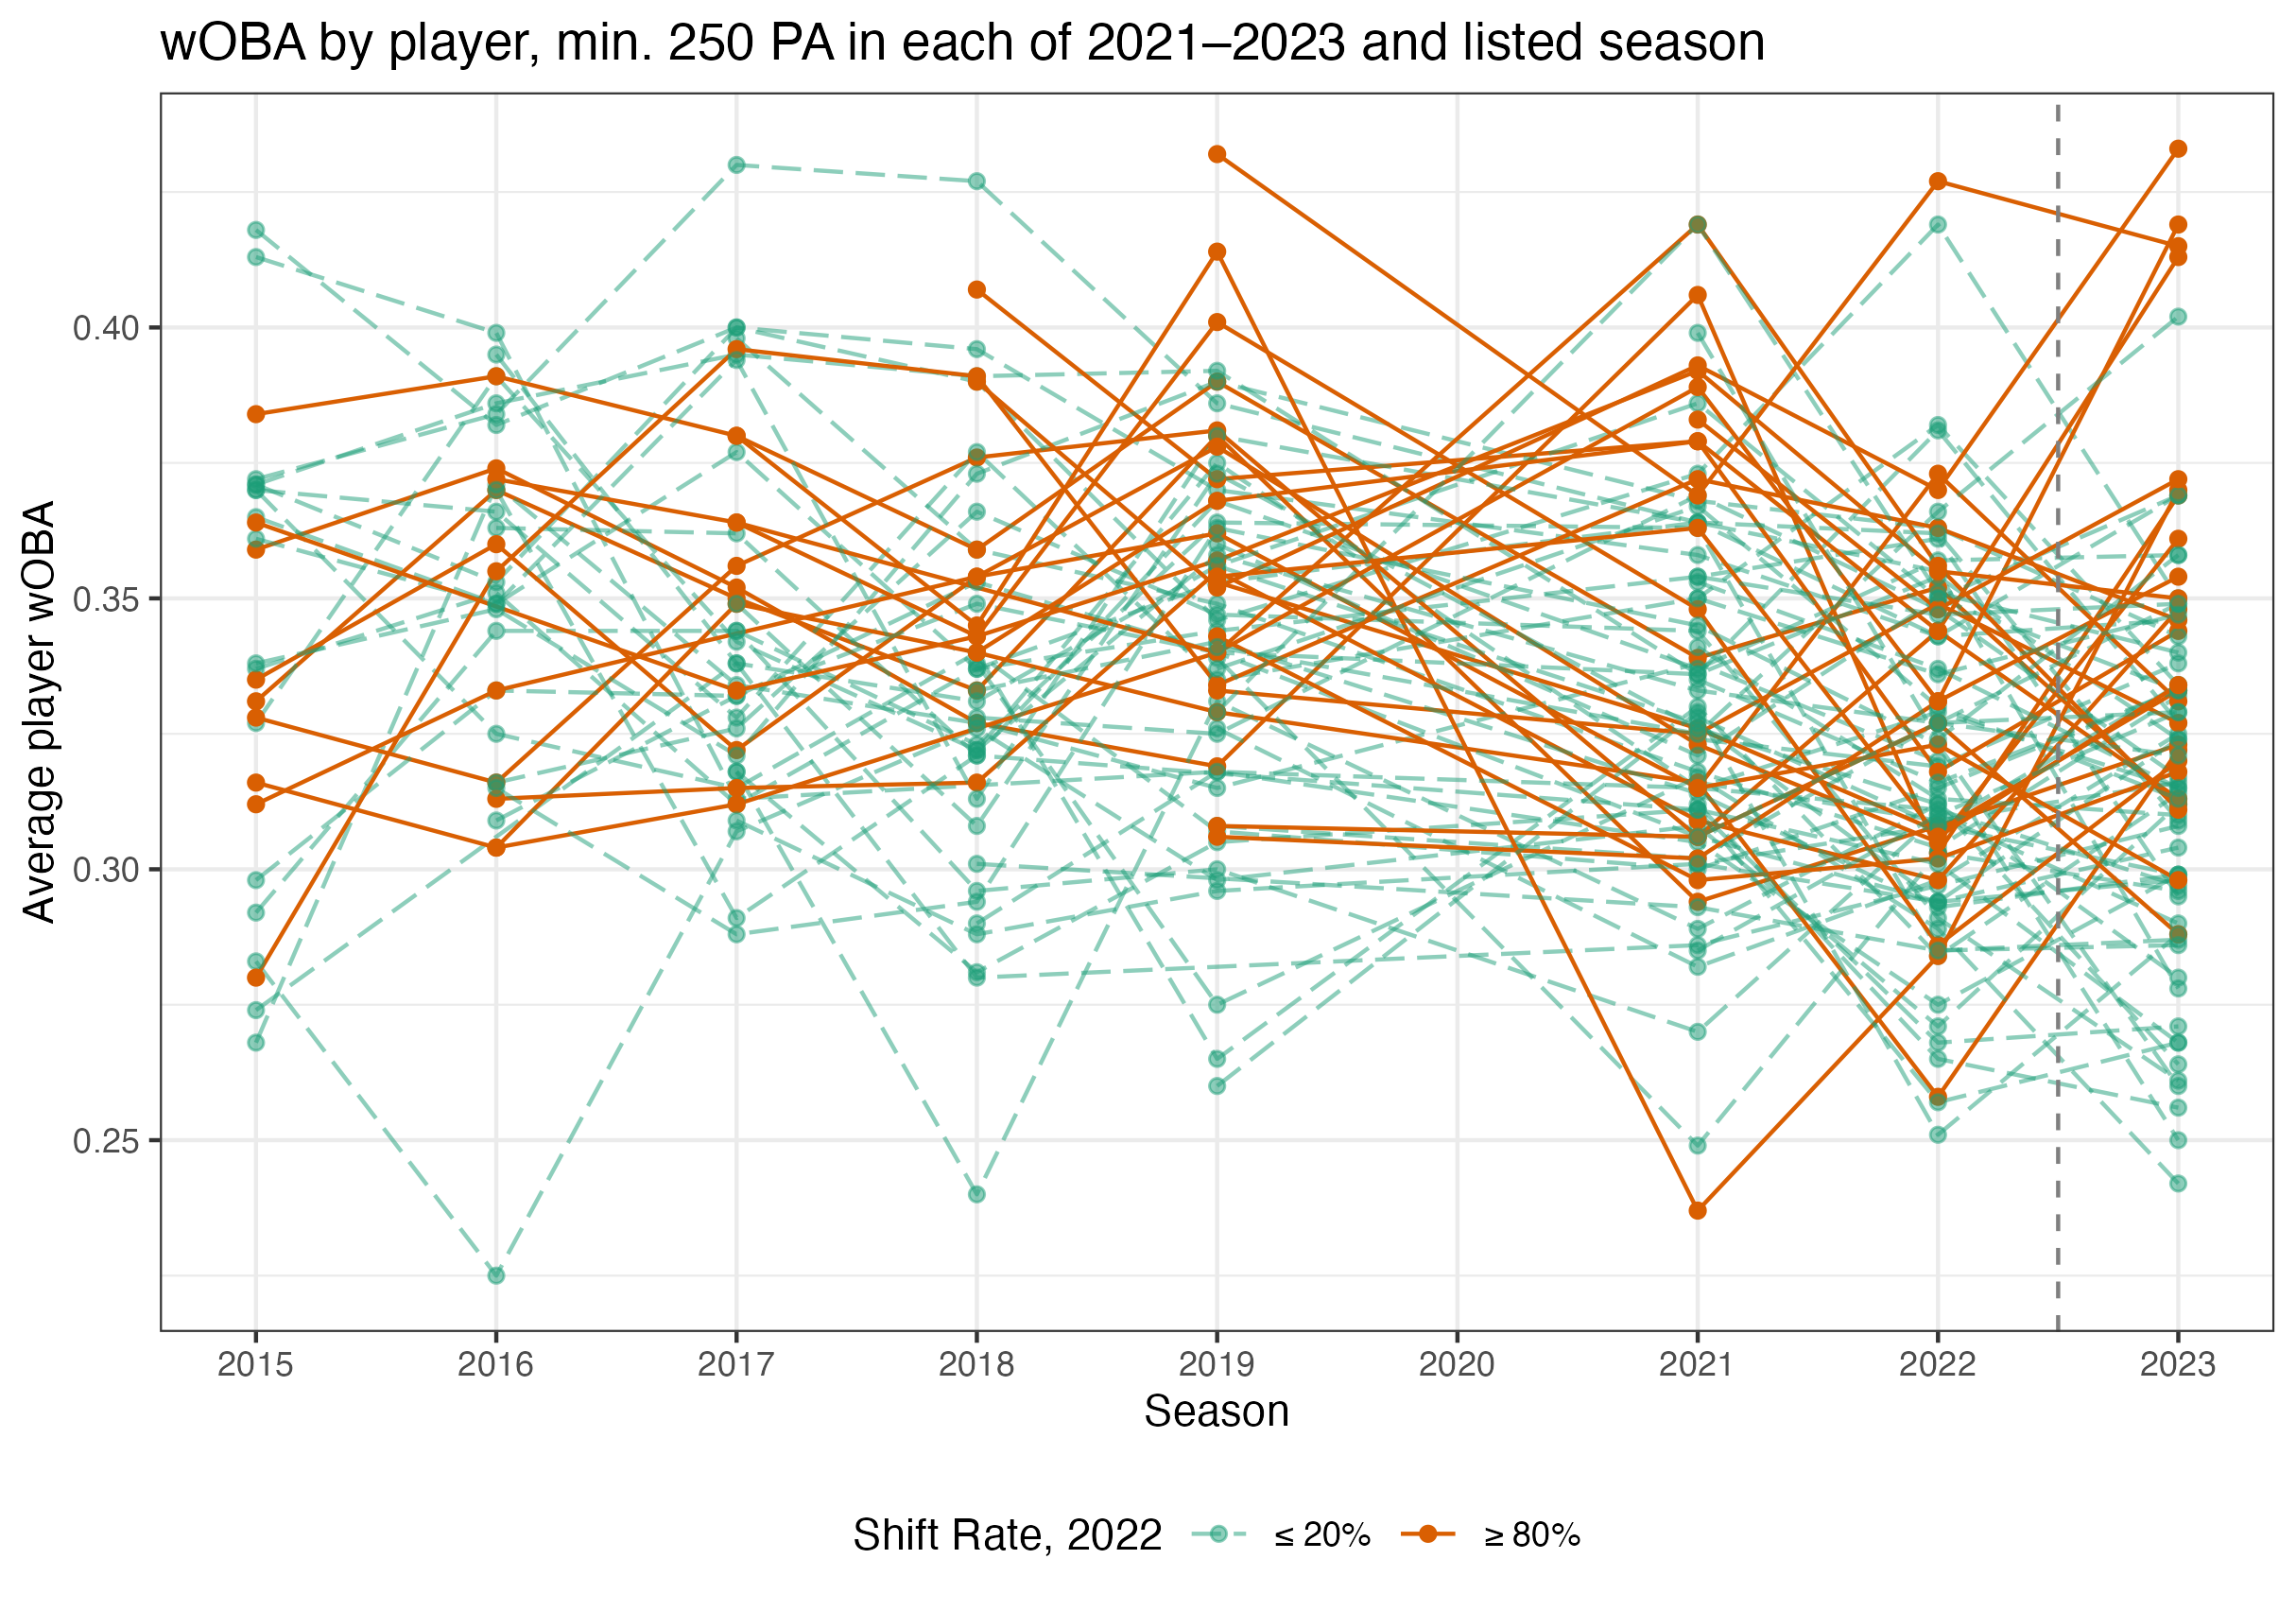 wOBA by player, min. 250 PA in each of 2021–2023 and listed season
Average player wOBA
0.40
0.35
0.30
0.25
2015 2016 2017 2018 2019 2020 2021 2022 2023
Season
Shift Rate, 2022 ≤ 20% ≥ 80%